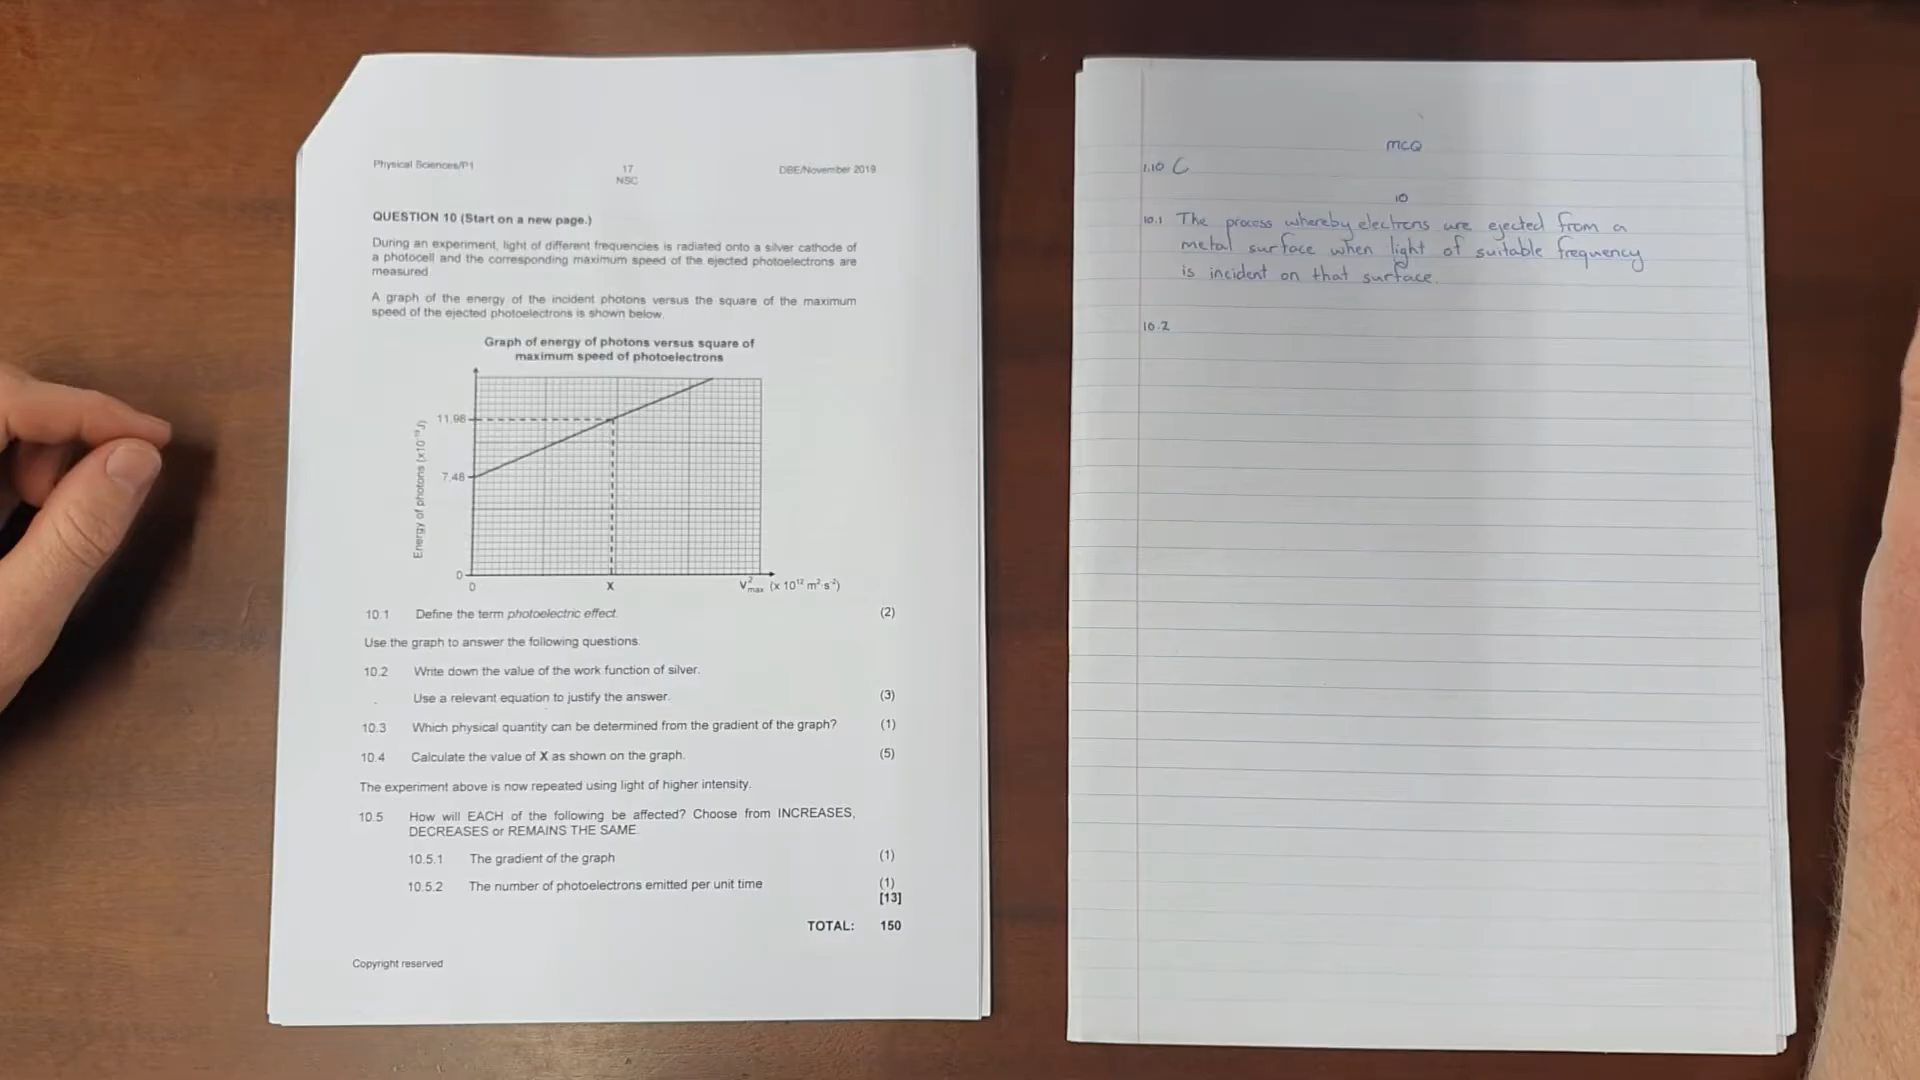 Physical Sciences/P1
17
NSC
DBE/November 2019
QUESTION 10 (Start on a new page.)
During an experiment, light of different frequencies is radiated onto a silver cathode of
a photocell and the corresponding maximum speed of the ejected photoelectrons are
measured.
A graph of the energy of the incident photons versus the square of the maximum
speed of the ejected photoelectrons is shown below.
Graph of energy of photons versus square of
maximum speed of photoelectrons
Energy of photons (x10⁻¹⁹J)
11,98
7,48
0
0
X
v²max (x 10¹² m²·s⁻²)
10.1 Define the term photoelectric effect. (2)
Use the graph to answer the following questions.
10.2 Write down the value of the work function of silver.
Use a relevant equation to justify the answer. (3)
10.3 Which physical quantity can be determined from the gradient of the graph? (1)
10.4 Calculate the value of X as shown on the graph. (5)
The experiment above is now repeated using light of higher intensity.
10.5 How will EACH of the following be affected? Choose from INCREASES,
DECREASES or REMAINS THE SAME.
10.5.1 The gradient of the graph (1)
10.5.2 The number of photoelectrons emitted per unit time (1)
[13]
TOTAL: 150
Copyright reserved
MCQ
1.10 C
10
10.1 The process whereby electrons are ejected from a
metal surface when light of suitable frequency
is incident on that surface.
10.2